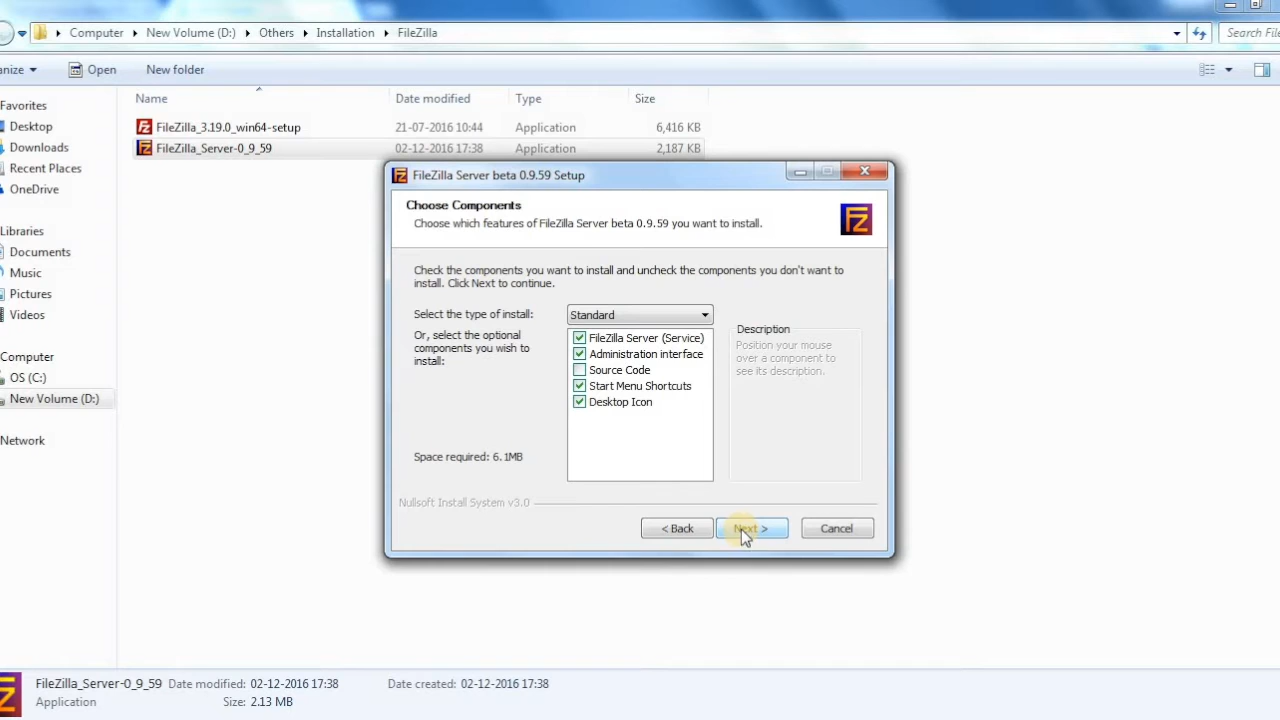 Computer New Volume (D:) Others Installation FileZilla
Search File
anize Open New folder
Name Date modified Type Size
FileZilla_3.19.0_win64-setup 21-07-2016 10:44 Application 6,416 KB
FileZilla_Server-0_9_59 02-12-2016 17:38 Application 2,187 KB
Favorites
Desktop
Downloads
Recent Places
OneDrive
Libraries
Documents
Music
Pictures
Videos
Computer
OS (C:)
New Volume (D:)
Network
FileZilla Server beta 0.9.59 Setup
Choose Components
Choose which features of FileZilla Server beta 0.9.59 you want to install.
Check the components you want to install and uncheck the components you don't want to
install. Click Next to continue.
Select the type of install:
Standard
Or, select the optional
components you wish to
install:
FileZilla Server (Service)
Administration interface
Source Code
Start Menu Shortcuts
Desktop Icon
Description
Position your mouse
over a component to
see its description.
Space required: 6.1MB
Nullsoft Install System v3.0
< Back
Next >
Cancel
FileZilla_Server-0_9_59 Date modified: 02-12-2016 17:38 Date created: 02-12-2016 17:38
Application Size: 2.13 MB